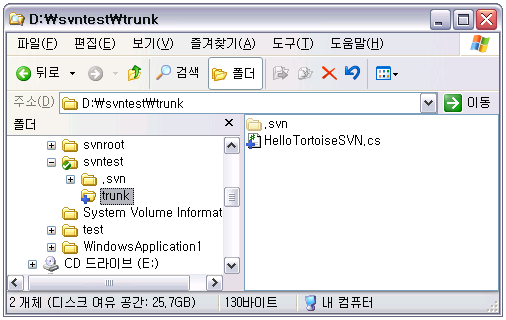 D:₩svntest₩trunk
파일(F) 편집(E) 보기(V) 즐겨찾기(A) 도구(T) 도움말(H)
뒤로 검색 폴더
주소(D) D:₩svntest₩trunk 이동
폴더
svnroot
svntest
.svn
trunk
System Volume Informat
test
WindowsApplication1
CD 드라이브 (E:)
.svn
HelloTortoiseSVN.cs
2 개체 (디스크 여유 공간: 25.7GB) 130바이트 내 컴퓨터